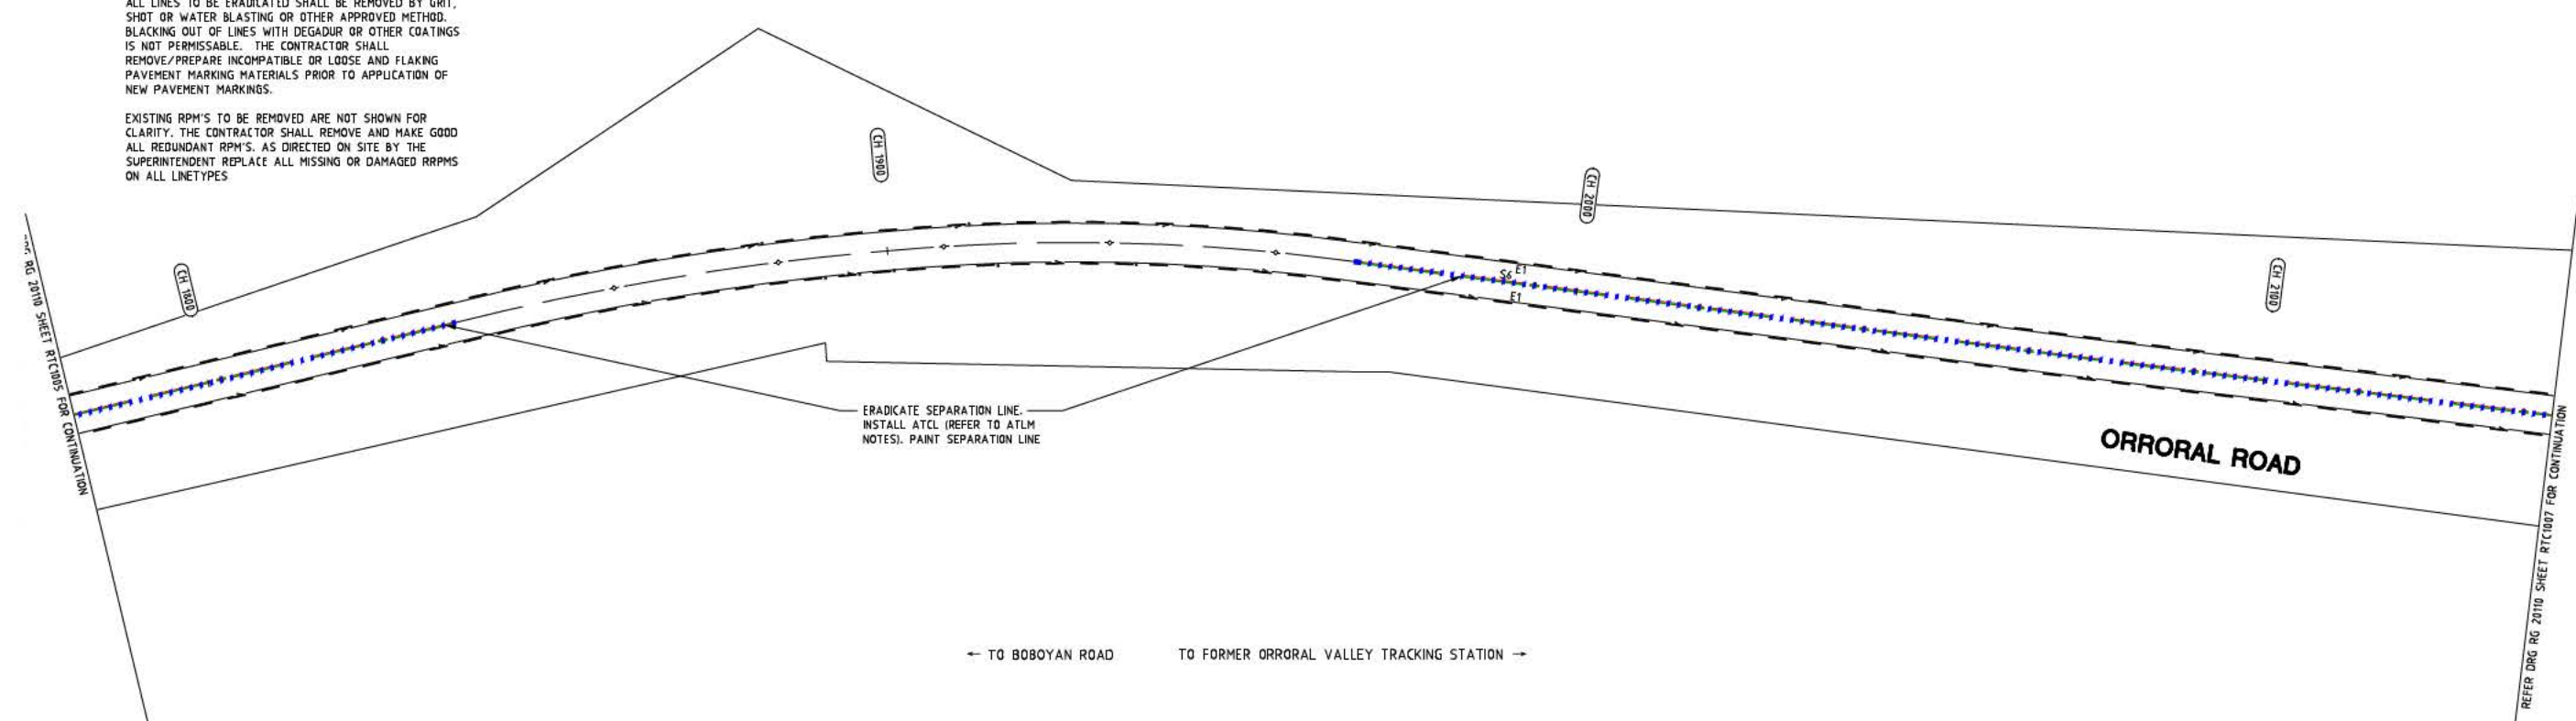 ALL LINES TO BE ERADICATED SHALL BE REMOVED BY GRIT,
SHOT OR WATER BLASTING OR OTHER APPROVED METHOD.
BLACKING OUT OF LINES WITH DEGADUR OR OTHER COATINGS
IS NOT PERMISSABLE. THE CONTRACTOR SHALL
REMOVE/PREPARE INCOMPATIBLE OR LOOSE AND FLAKING
PAVEMENT MARKING MATERIALS PRIOR TO APPLICATION OF
NEW PAVEMENT MARKINGS.
EXISTING RPM'S TO BE REMOVED ARE NOT SHOWN FOR
CLARITY. THE CONTRACTOR SHALL REMOVE AND MAKE GOOD
ALL REDUNDANT RPM'S. AS DIRECTED ON SITE BY THE
SUPERINTENDENT REPLACE ALL MISSING OR DAMAGED RRPMS
ON ALL LINETYPES
CH 1800
CH 1900
CH 2000
CH 2100
RG 20110 SHEET RTC1005 FOR CONTINUATION
S6 E1
E1
ERADICATE SEPARATION LINE.
INSTALL ATCL (REFER TO ATLM
NOTES). PAINT SEPARATION LINE
ORRORAL ROAD
REFER DRG RG 20110 SHEET RTC1007 FOR CONTINUATION
← TO BOBOYAN ROAD
TO FORMER ORRORAL VALLEY TRACKING STATION →